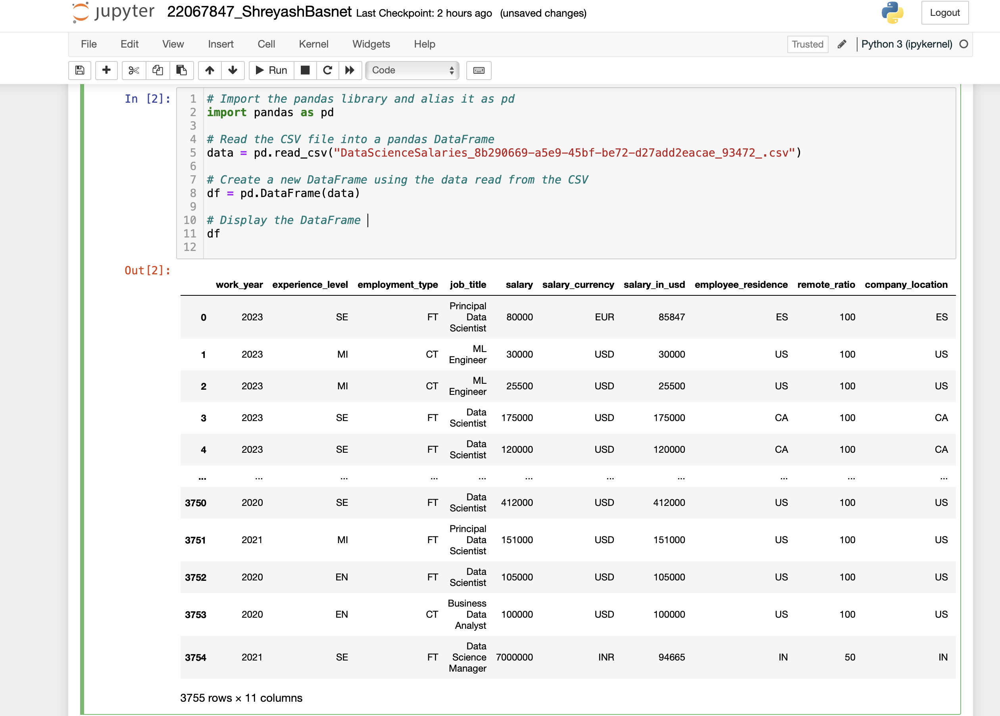 jupyter 22067847_ShreyashBasnet Last Checkpoint: 2 hours ago (unsaved changes) Logout
File Edit View Insert Cell Kernel Widgets Help Trusted Python 3 (ipykernel)
Run Code
In [2]:
1 # Import the pandas library and alias it as pd
2 import pandas as pd
3
4 # Read the CSV file into a pandas DataFrame
5 data = pd.read_csv("DataScienceSalaries_8b290669-a5e9-45bf-be72-d27add2eacae_93472_.csv")
6
7 # Create a new DataFrame using the data read from the CSV
8 df = pd.DataFrame(data)
9
10 # Display the DataFrame
11 df
12
Out[2]:
work_year experience_level employment_type job_title salary salary_currency salary_in_usd employee_residence remote_ratio company_location
0 2023 SE FT Principal Data Scientist 80000 EUR 85847 ES 100 ES
1 2023 MI CT ML Engineer 30000 USD 30000 US 100 US
2 2023 MI CT ML Engineer 25500 USD 25500 US 100 US
3 2023 SE FT Data Scientist 175000 USD 175000 CA 100 CA
4 2023 SE FT Data Scientist 120000 USD 120000 CA 100 CA
... ... ... ... ... ... ... ... ... ... ...
3750 2020 SE FT Data Scientist 412000 USD 412000 US 100 US
3751 2021 MI FT Principal Data Scientist 151000 USD 151000 US 100 US
3752 2020 EN FT Data Scientist 105000 USD 105000 US 100 US
3753 2020 EN CT Business Data Analyst 100000 USD 100000 US 100 US
3754 2021 SE FT Data Science Manager 7000000 INR 94665 IN 50 IN
3755 rows × 11 columns